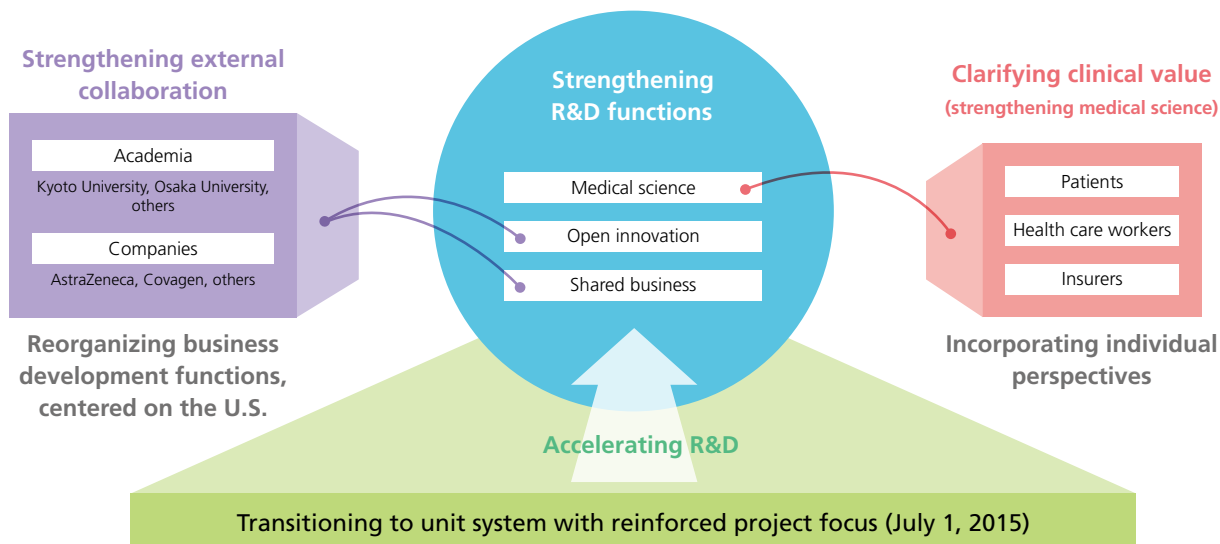 Strengthening external
collaboration
Academia
Kyoto University, Osaka University,
others
Companies
AstraZeneca, Covagen, others
Reorganizing business
development functions,
centered on the U.S.
Strengthening
R&D functions
Medical science
Open innovation
Shared business
Clarifying clinical value
(strengthening medical science)
Patients
Health care workers
Insurers
Incorporating individual
perspectives
Accelerating R&D
Transitioning to unit system with reinforced project focus (July 1, 2015)